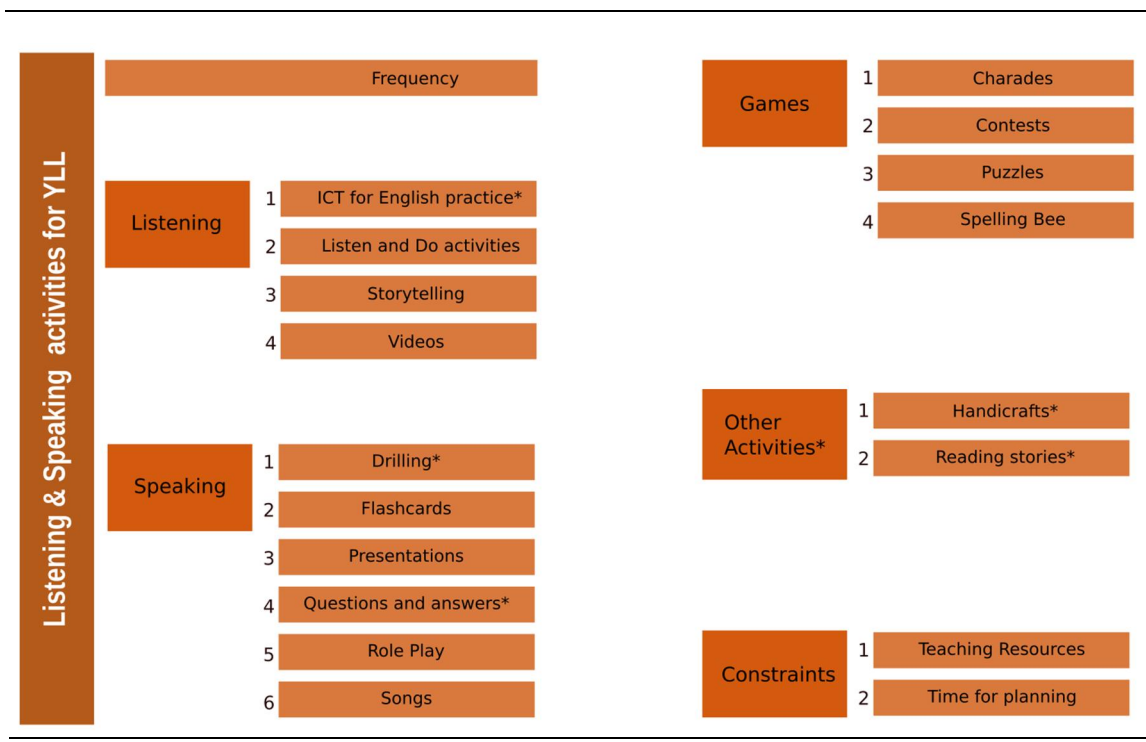 Listening & Speaking activities for YLL
Frequency
Listening
1 ICT for English practice*
2 Listen and Do activities
3 Storytelling
4 Videos
Speaking
1 Drilling*
2 Flashcards
3 Presentations
4 Questions and answers*
5 Role Play
6 Songs
Games
1 Charades
2 Contests
3 Puzzles
4 Spelling Bee
Other
Activities*
1 Handicrafts*
2 Reading stories*
Constraints
1 Teaching Resources
2 Time for planning